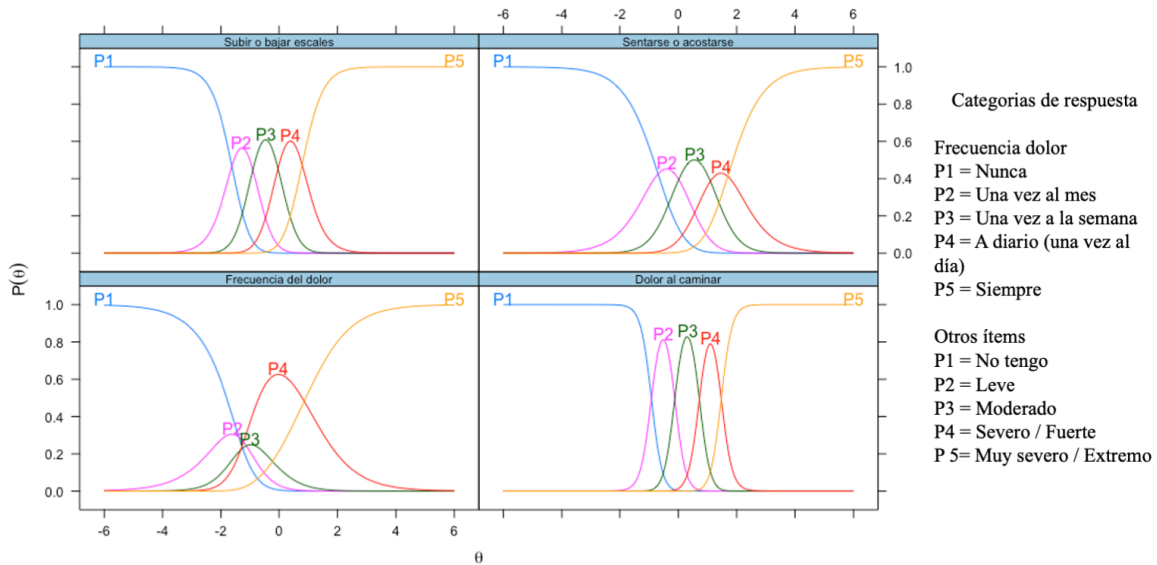 -6 -4 -2 0 2 4 6
Subir o bajar escales
P1 P2 P3 P4 P5
Sentarse o acostarse
P1 P2 P3 P4 P5
1.0
0.8
0.6
0.4
0.2
0.0
P(θ)
Frecuencia del dolor
P1 P2 P3 P4 P5
Dolor al caminar
P1 P2 P3 P4 P5
1.0
0.8
0.6
0.4
0.2
0.0
-6 -4 -2 0 2 4 6
θ
Categorias de respuesta
Frecuencia dolor
P1 = Nunca
P2 = Una vez al mes
P3 = Una vez a la semana
P4 = A diario (una vez al
día)
P5 = Siempre
Otros ítems
P1 = No tengo
P2 = Leve
P3 = Moderado
P4 = Severo / Fuerte
P 5= Muy severo / Extremo